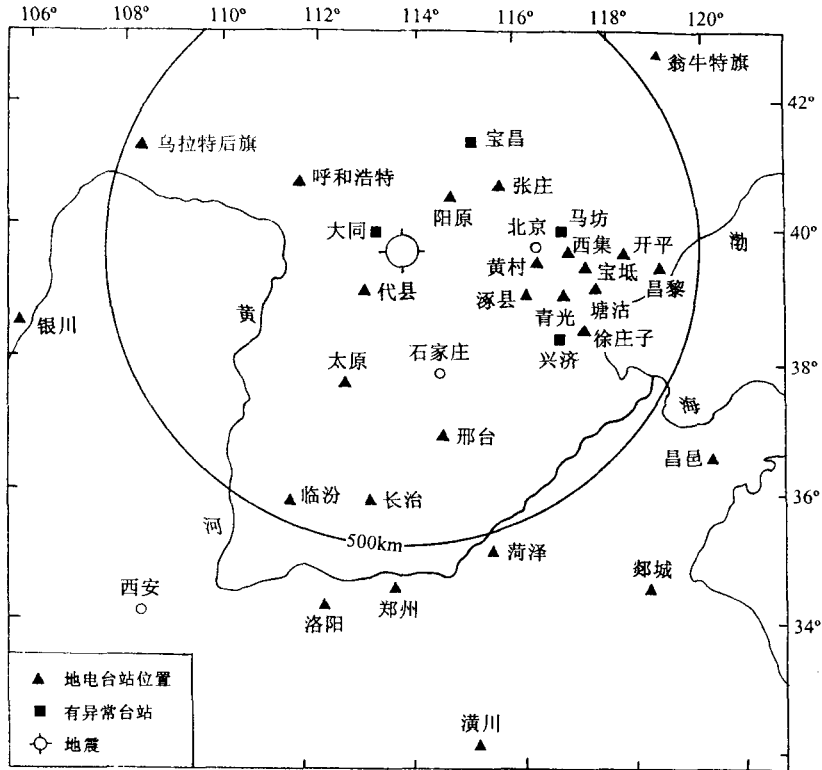 106° 108° 110° 112° 114° 116° 118° 120°
翁牛特旗
42°
乌拉特后旗
宝昌
呼和浩特
张庄
阳原
大同
北京
马坊
40°
渤
西集
开平
黄村
宝坻
昌黎
代县
涿县
塘沽
黄
银川
青光
徐庄子
石家庄
兴济
太原
38°
海
邢台
昌邑
临汾
长治
36°
河
500km
菏泽
西安
郯城
洛阳
郑州
34°
地电台站位置
有异常台站
地震
潢川